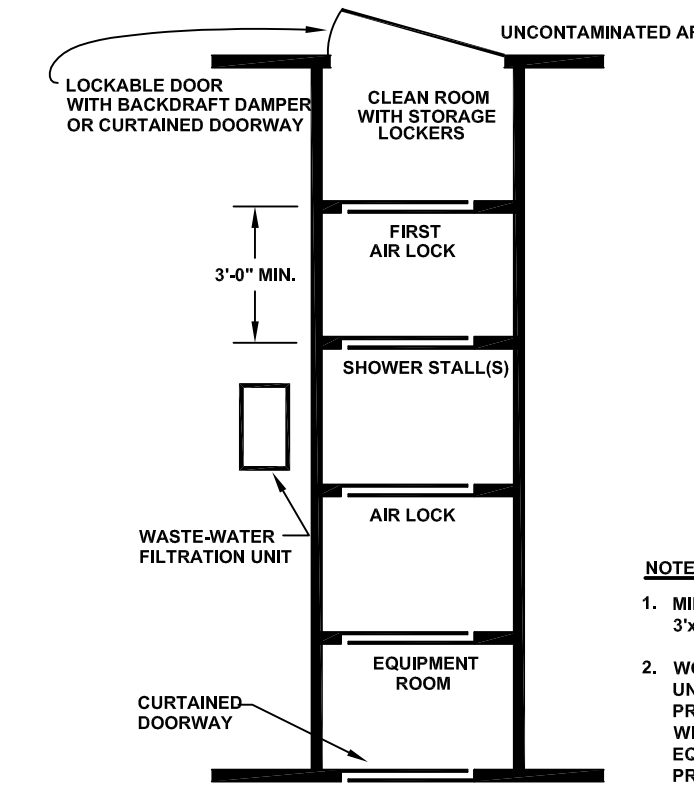 UNCONTAMINATED
LOCKABLE DOOR
WITH BACKDRAFT DAMPER
OR CURTAINED DOORWAY
CLEAN ROOM
WITH STORAGE
LOCKERS
FIRST
AIR LOCK
3'-0" MIN.
SHOWER STALL(S)
AIR LOCK
WASTE-WATER
FILTRATION UNIT
NOTE
1.
3'x
2.
EQUIPMENT
ROOM
CURTAINED
DOORWAY